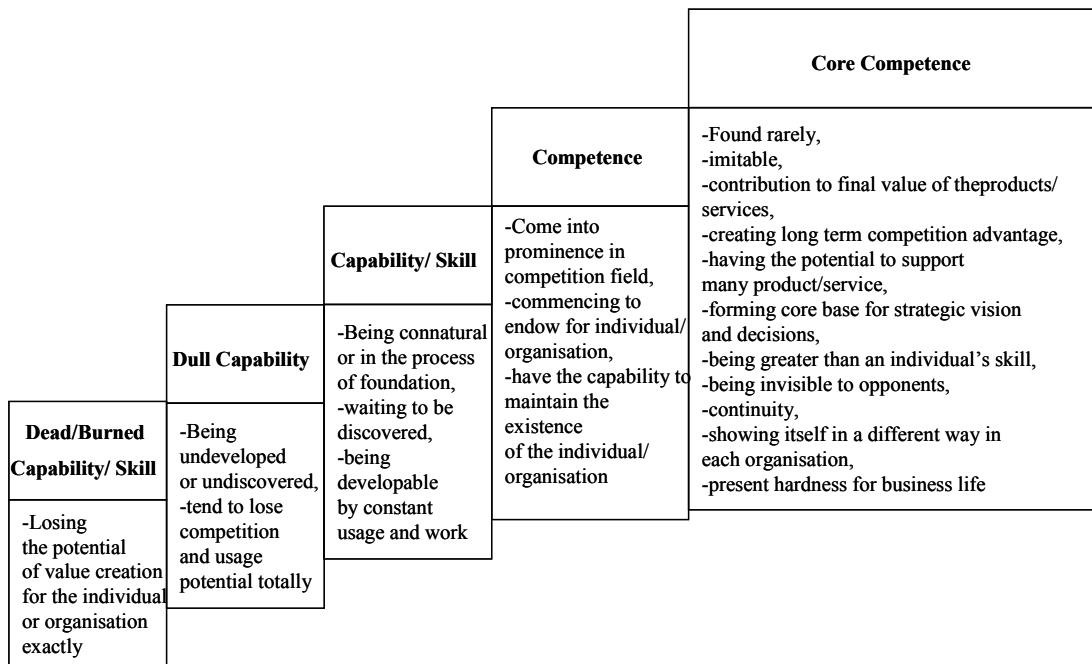 Core Competence
-Found rarely,
-imitable,
-contribution to final value of theproducts/
services,
-creating long term competition advantage,
-having the potential to support
many product/service,
-forming core base for strategic vision
and decisions,
-being greater than an individual’s skill,
-being invisible to opponents,
-continuity,
-showing itself in a different way in
each organisation,
-present hardness for business life
Competence
-Come into
prominence in
competition field,
-commencing to
endow for individual/
organisation,
-have the capability to
maintain the
existence
of the individual/
organisation
Capability/ Skill
-Being connatural
or in the process
of foundation,
-waiting to be
discovered,
-being
developable
by constant
usage and work
Dull Capability
-Being
undeveloped
or undiscovered,
-tend to lose
competition
and usage
potential totally
Dead/Burned
Capability/ Skill
-Losing
the potential
of value creation
for the individual
or organisation
exactly